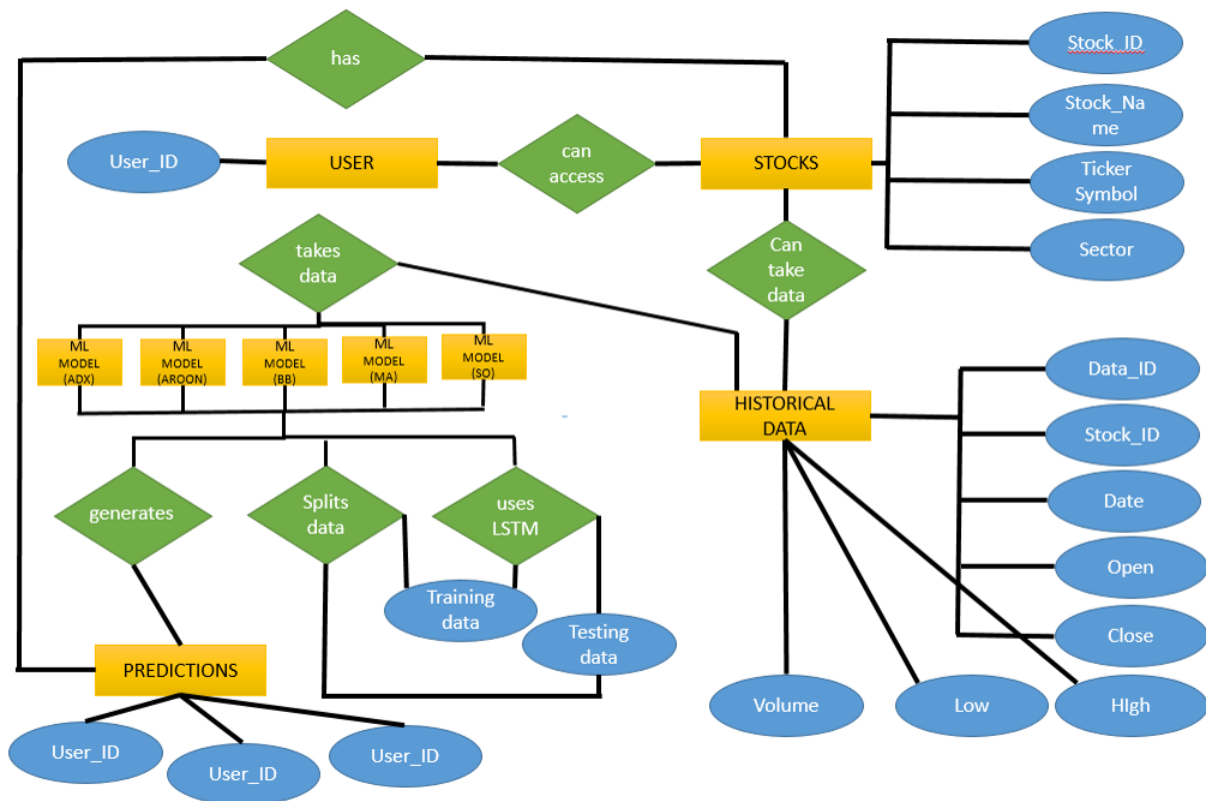 has
Stock_ID
Stock_Na
me
User_ID
USER
can
access
STOCKS
Ticker
Symbol
Sector
takes
data
Can
take
data
ML
MODEL
(ADX)
ML
MODEL
(AROON)
ML
MODEL
(BB)
ML
MODEL
(MA)
ML
MODEL
(SO)
HISTORICAL
DATA
Data_ID
Stock_ID
Date
Open
Close
generates
Splits
data
uses
LSTM
Training
data
Testing
data
PREDICTIONS
Volume
Low
HIgh
User_ID
User_ID
User_ID